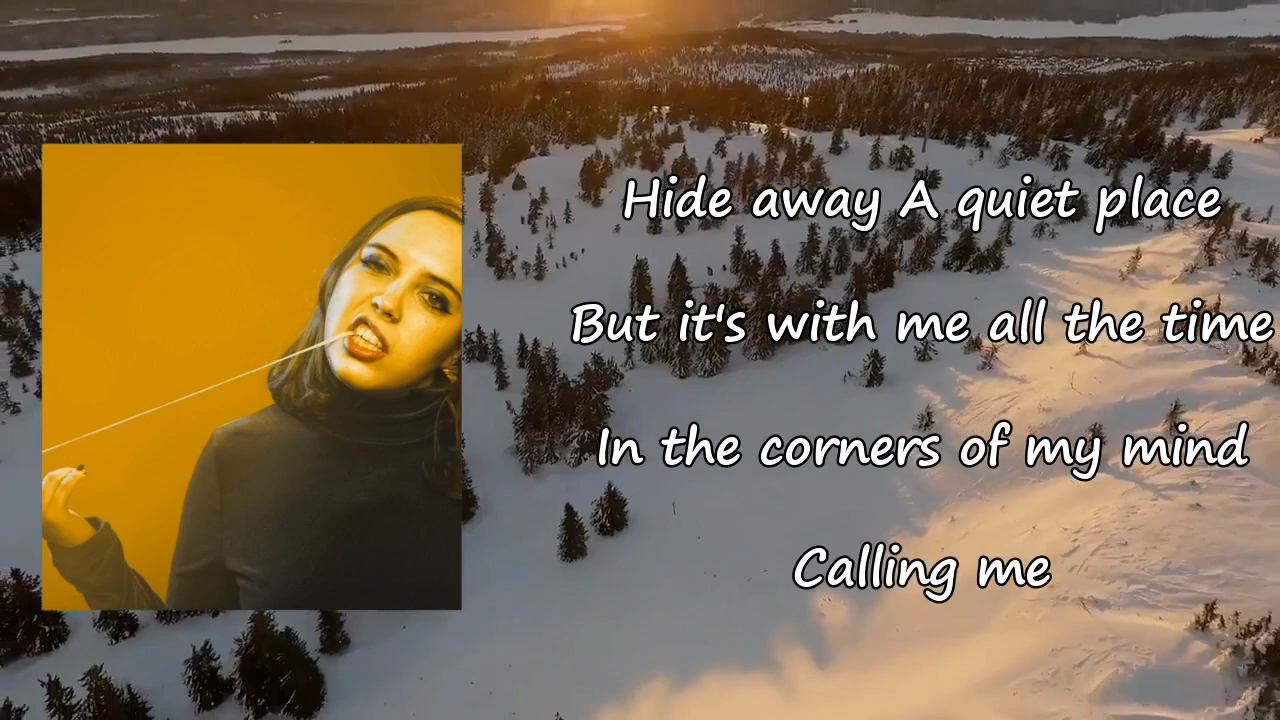 Hide away A quiet place
But it's with me all the time
In the corners of my mind
Calling me